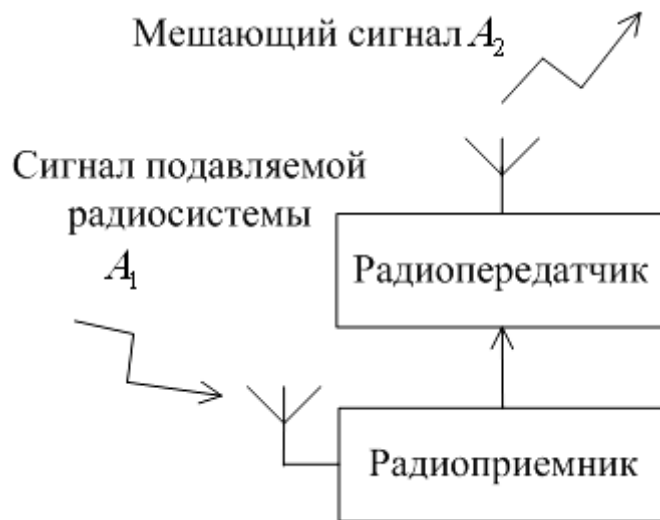 Мешающий сигнал A₂
Сигнал подавляемой
радиосистемы
A₁
Радиопередатчик
Радиоприемник